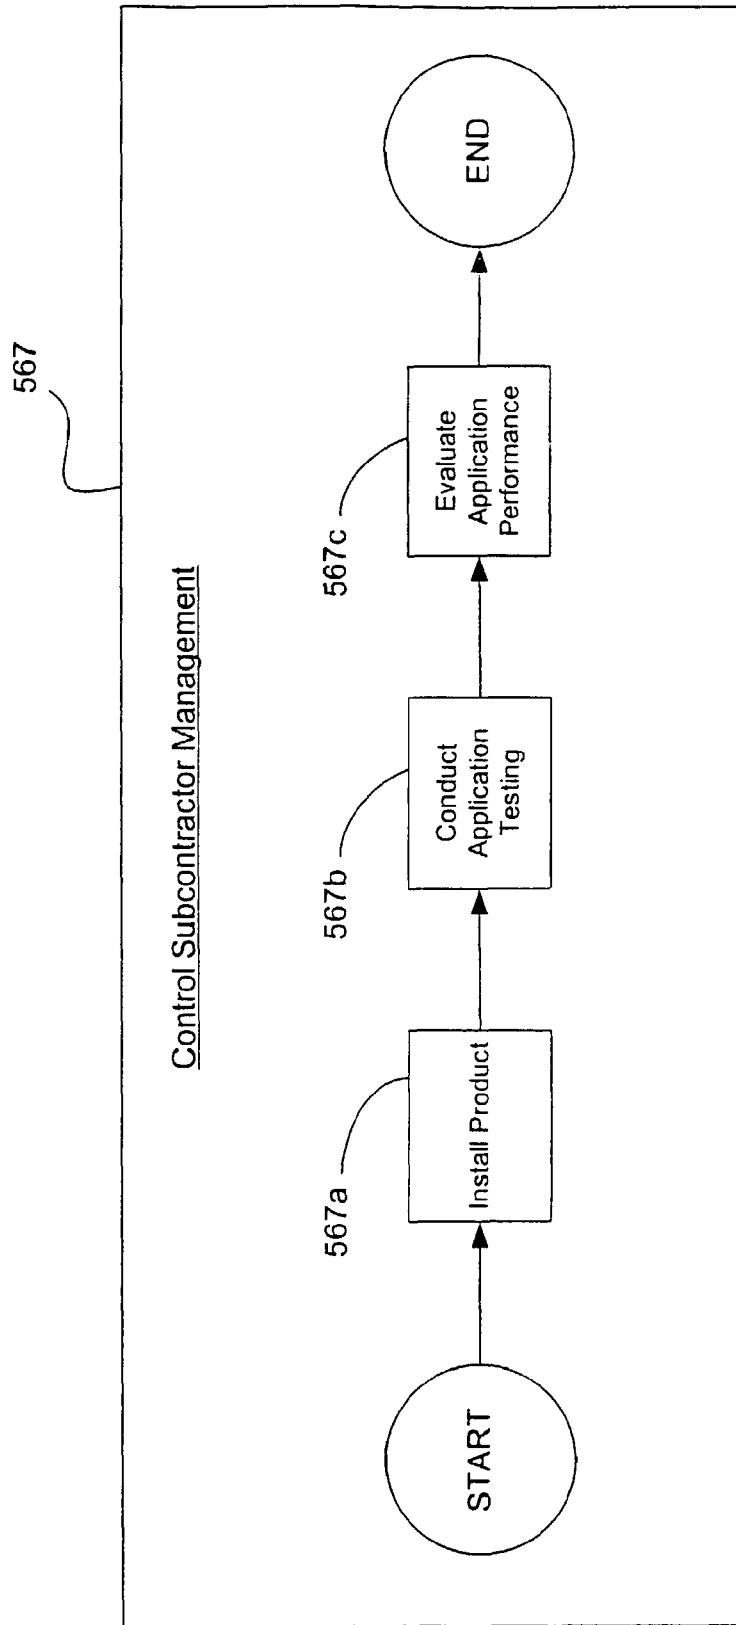 567
Control Subcontractor Management
567a
567b
567c
START
Install Product
Conduct
Application
Testing
Evaluate
Application
Performance
END